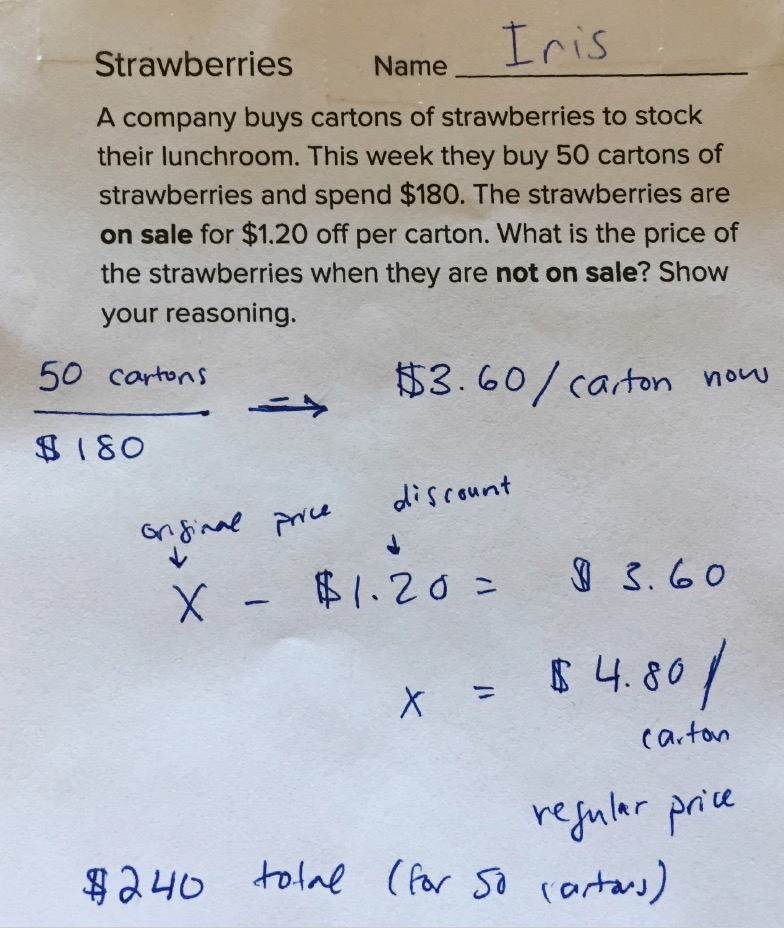 Strawberries Name Iris
A company buys cartons of strawberries to stock
their lunchroom. This week they buy 50 cartons of
strawberries and spend $180. The strawberries are
on sale for $1.20 off per carton. What is the price of
the strawberries when they are not on sale? Show
your reasoning.
50 cartons
$180
⇒ $3.60/carton now
original price discount
↓ ↓
x - $1.20 = $3.60
x = $4.80/
carton
regular price
$240 total (for 50 cartons)